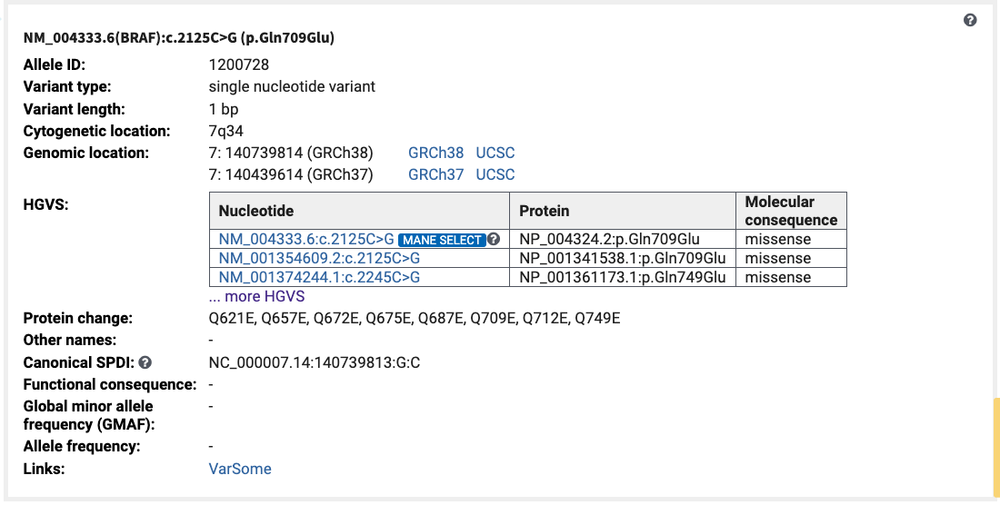 NM_004333.6(BRAF):c.2125C>G (p.Gln709Glu)
Allele ID: 1200728
Variant type: single nucleotide variant
Variant length: 1 bp
Cytogenetic location: 7q34
Genomic location: 7: 140739814 (GRCh38) GRCh38 UCSC
7: 140439614 (GRCh37) GRCh37 UCSC
HGVS:
Nucleotide Protein Molecular consequence
NM_004333.6:c.2125C>G MANE SELECT ? NP_004324.2:p.Gln709Glu missense
NM_001354609.2:c.2125C>G NP_001341538.1:p.Gln709Glu missense
NM_001374244.1:c.2245C>G NP_001361173.1:p.Gln749Glu missense
... more HGVS
Protein change: Q621E, Q657E, Q672E, Q675E, Q687E, Q709E, Q712E, Q749E
Other names: -
Canonical SPDI: ? NC_000007.14:140739813:G:C
Functional consequence: -
Global minor allele -
frequency (GMAF):
Allele frequency: -
Links: VarSome